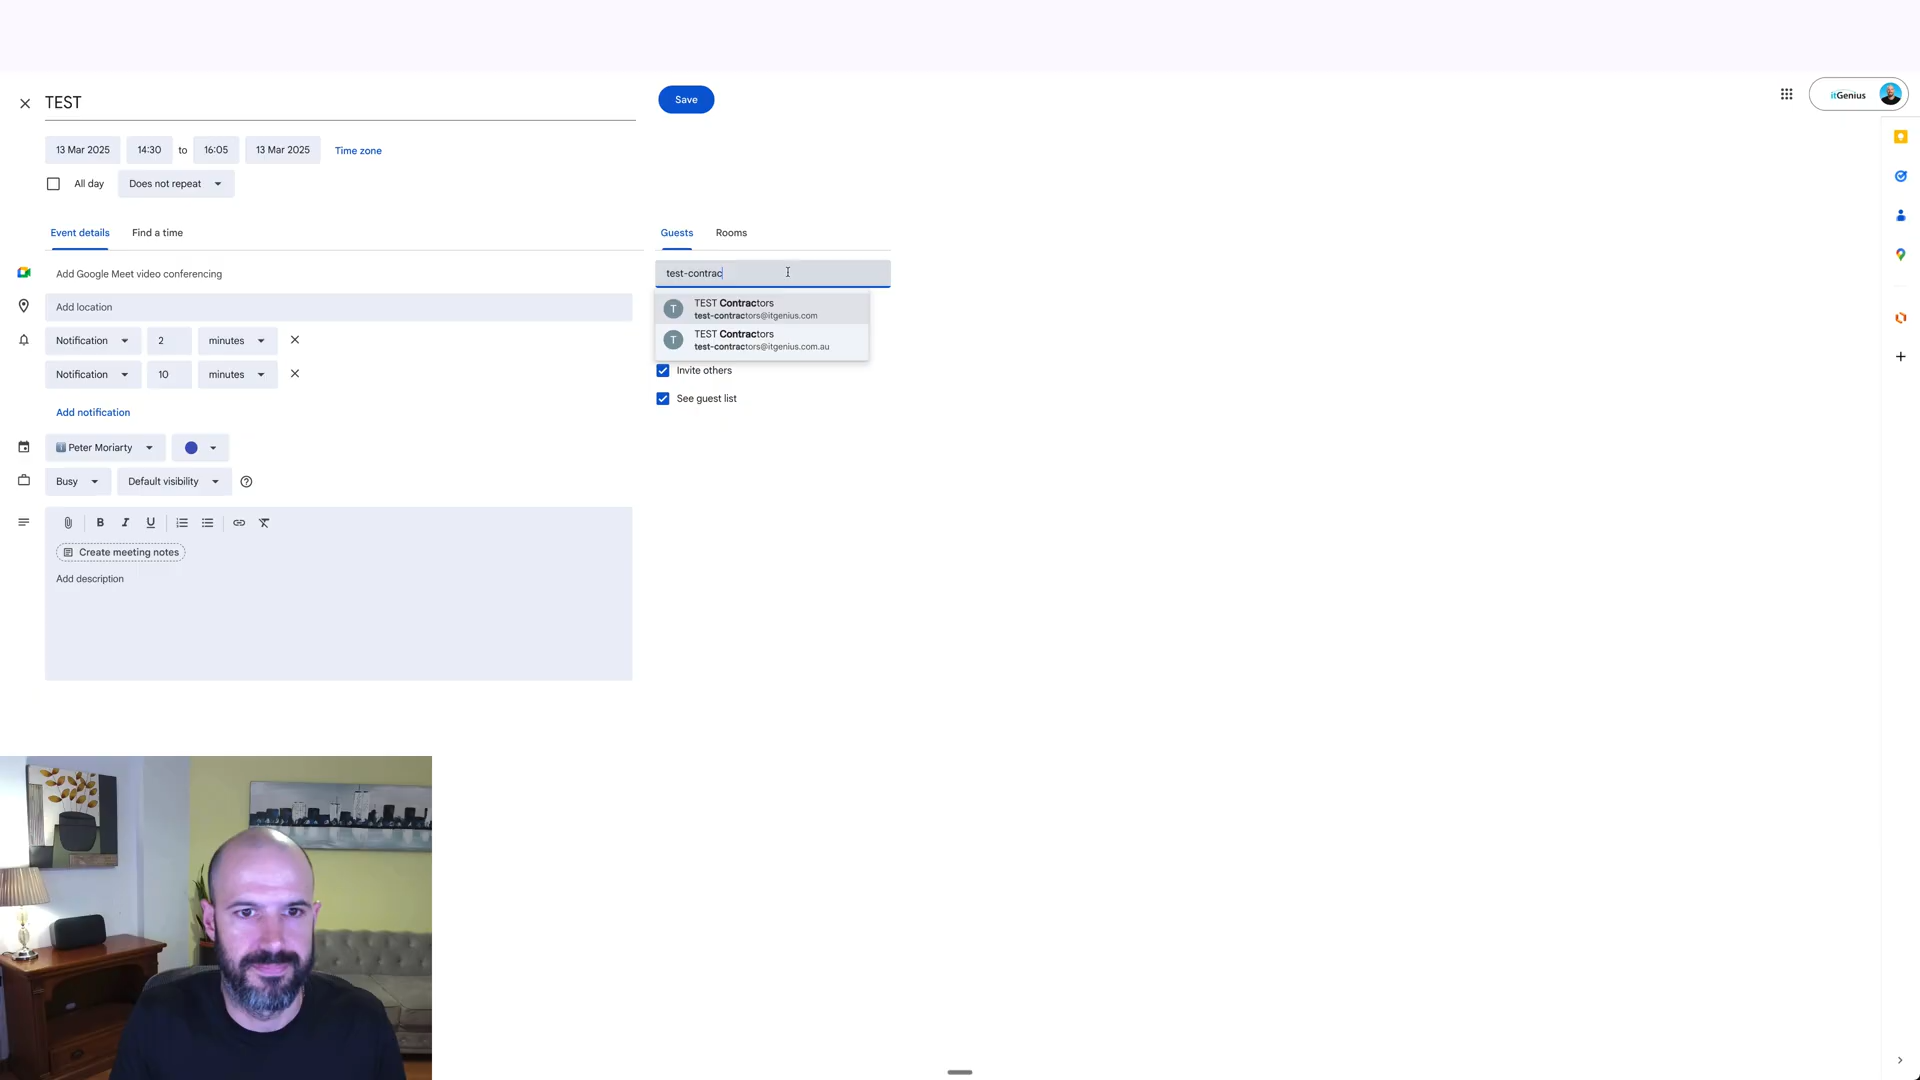 TEST
Save
itGenius
13 Mar 2025 14:30 to 16:05 13 Mar 2025 Time zone
All day Does not repeat
Event details Find a time
Guests Rooms
Add Google Meet video conferencing
test-contrac
Add location
TEST Contractors
test-contractors@itgenius.com
TEST Contractors
test-contractors@itgenius.com.au
Notification 2 minutes
Notification 10 minutes
Invite others
See guest list
Add notification
Peter Moriarty
Busy Default visibility
B I U
Create meeting notes
Add description
T
T